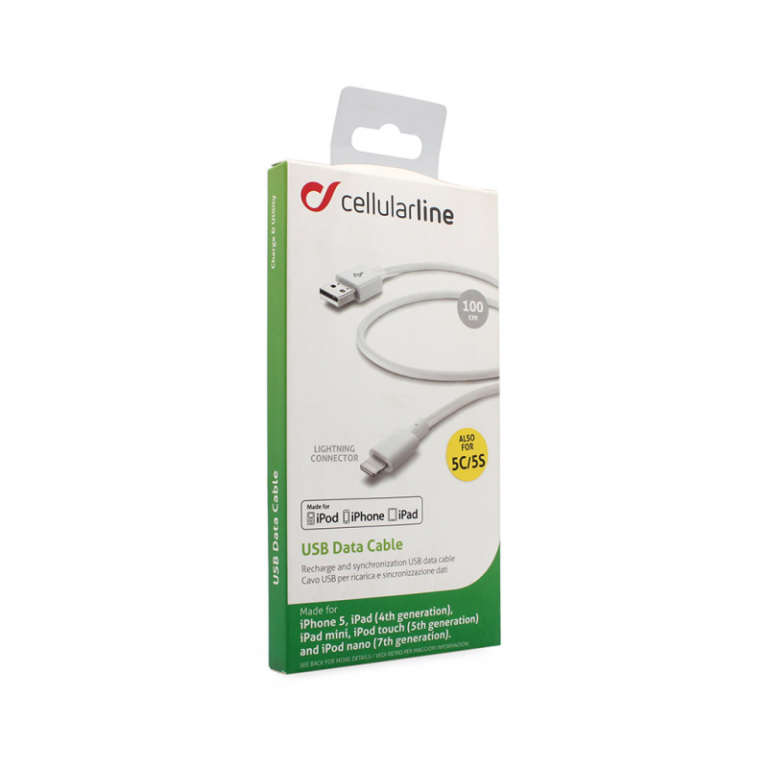 cellularline
Charge & Utility
100
cm
LIGHTNING
CONNECTOR
ALSO
FOR
5C/5S
Made for
iPod iPhone iPad
USB Data Cable
USB Data Cable
Recharge and synchronization USB data cable
Cavo USB per ricarica e sincronizzazione dati
Made for
iPhone 5, iPad (4th generation),
iPad mini, iPod touch (5th generation)
and iPod nano (7th generation).
SEE BACK FOR MORE DETAILS / VEDI RETRO PER MAGGIORI INFORMAZIONI